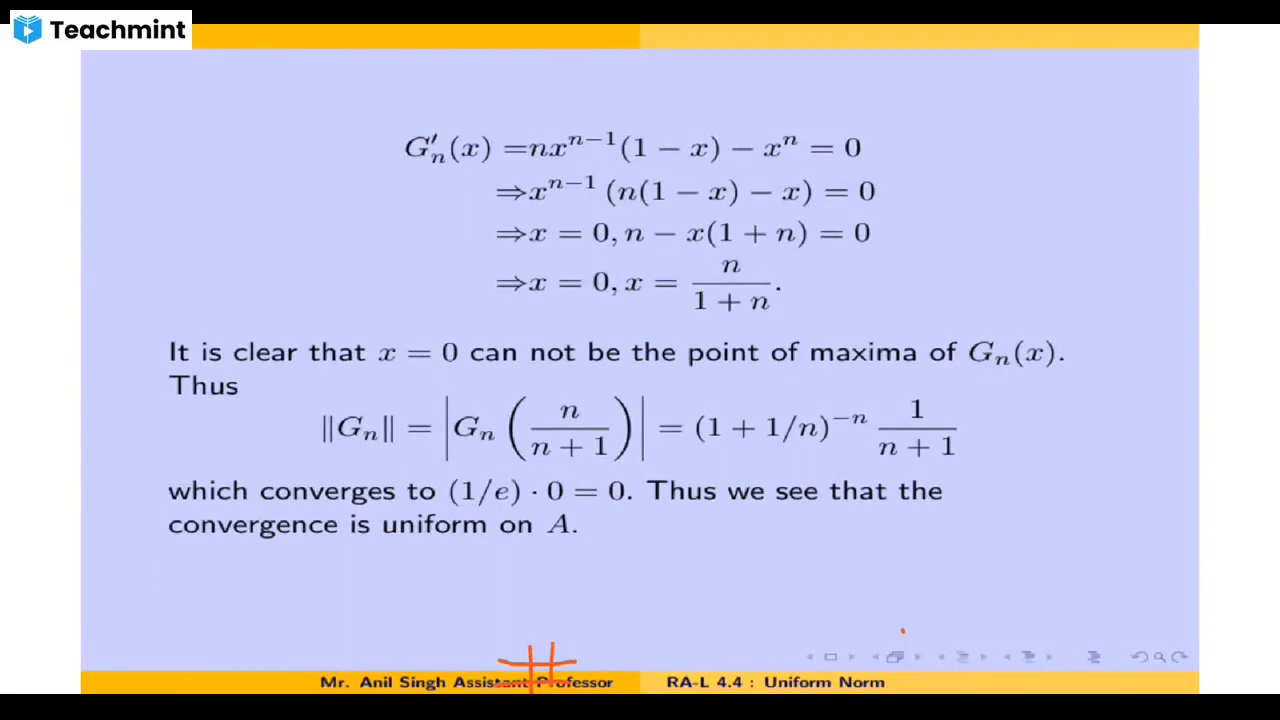 Teachmint
G′ₙ(x) =nxⁿ⁻¹(1 − x) − xⁿ = 0
⇒xⁿ⁻¹ (n(1 − x) − x) = 0
⇒x = 0, n − x(1 + n) = 0
⇒x = 0, x = n/(1 + n).
It is clear that x = 0 can not be the point of maxima of Gₙ(x).
Thus
‖Gₙ‖ = |Gₙ (n/(n + 1))| = (1 + 1/n)⁻ⁿ 1/(n + 1)
which converges to (1/e) · 0 = 0. Thus we see that the
convergence is uniform on A.
Mr. Anil Singh Assistant Professor RA-L 4.4 : Uniform Norm